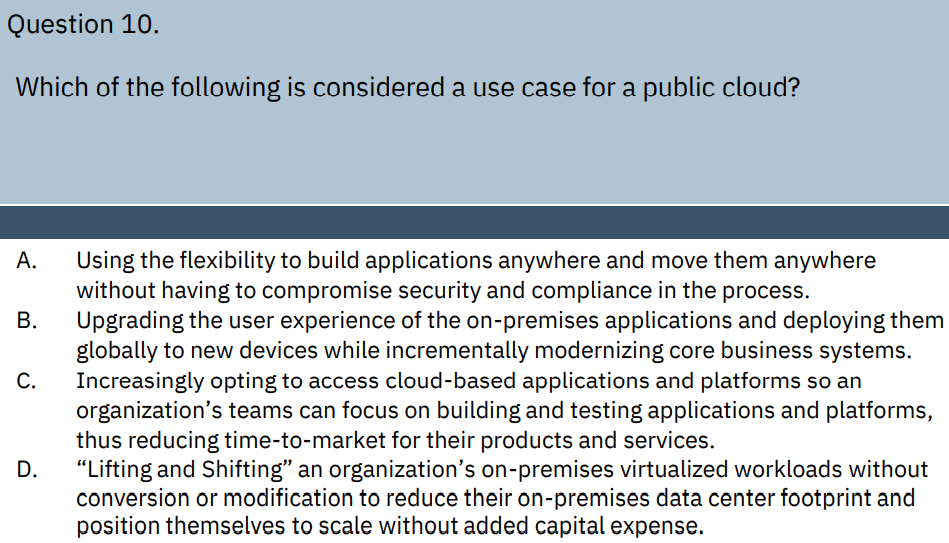 Question 10.
Which of the following is considered a use case for a public cloud?
A. Using the flexibility to build applications anywhere and move them anywhere
without having to compromise security and compliance in the process.
B. Upgrading the user experience of the on-premises applications and deploying them
globally to new devices while incrementally modernizing core business systems.
C. Increasingly opting to access cloud-based applications and platforms so an
organization’s teams can focus on building and testing applications and platforms,
thus reducing time-to-market for their products and services.
D. “Lifting and Shifting” an organization’s on-premises virtualized workloads without
conversion or modification to reduce their on-premises data center footprint and
position themselves to scale without added capital expense.